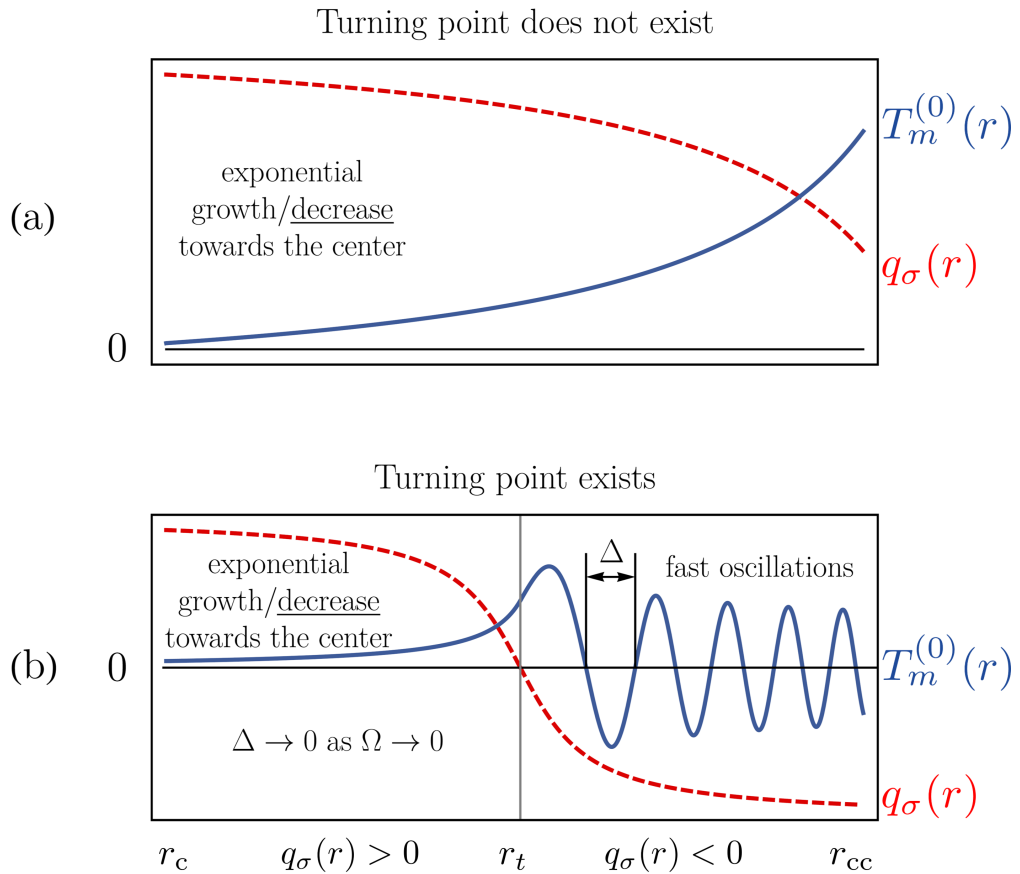 Turning point does not exist
T_m^{(0)}(r)
exponential
growth/decrease
towards the center
(a)
q_σ(r)
0
Turning point exists
Δ
exponential
fast oscillations
growth/decrease
towards the center
(b)
0
T_m^{(0)}(r)
Δ → 0 as Ω → 0
q_σ(r)
r_c
q_σ(r) > 0
r_t
q_σ(r) < 0
r_cc